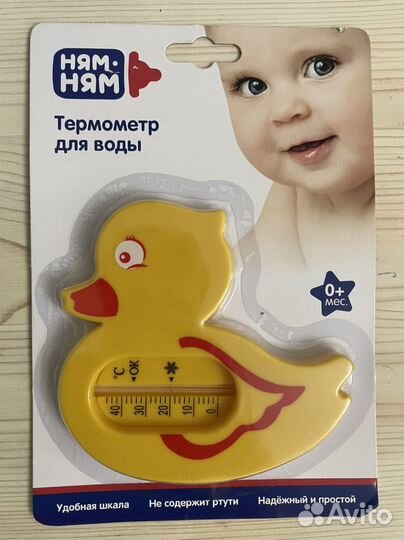 НЯМ-
НЯМ
Термометр
для воды
0+
мес.
°C
OK
40 30 20 10 0
Удобная шкала Не содержит ртути Надёжный и простой
Avito